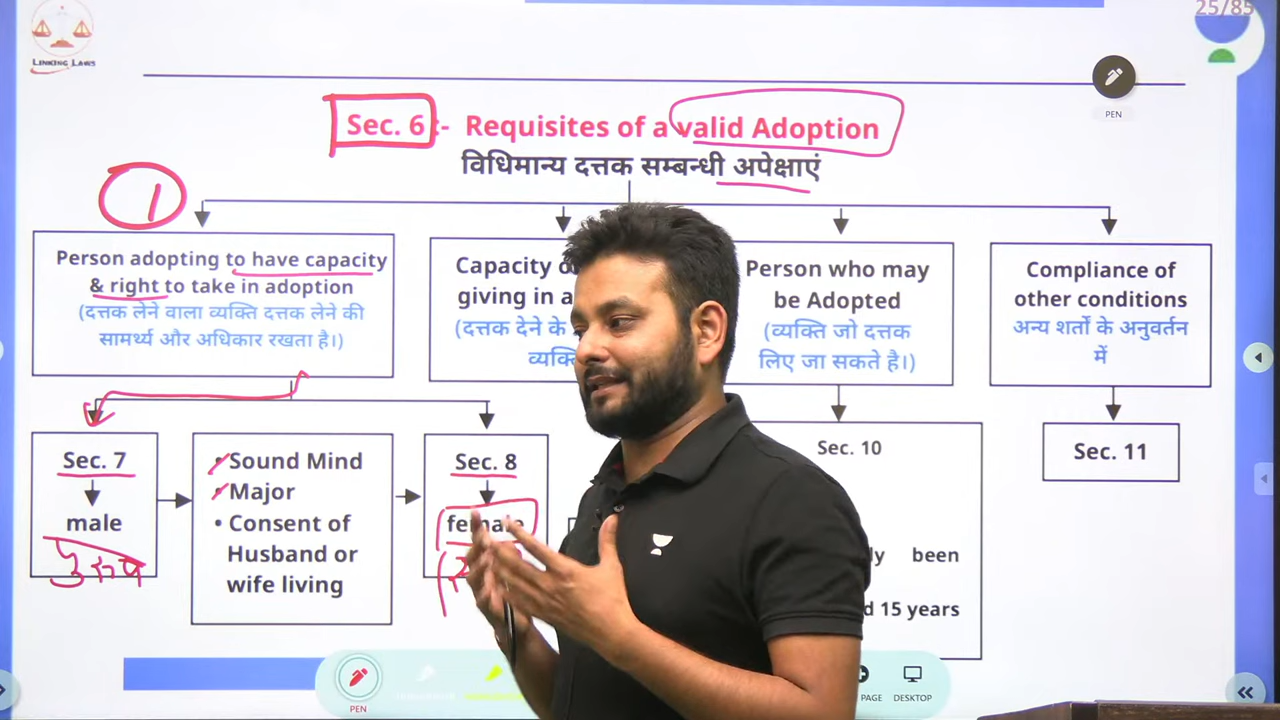 25/85
LINKING LAWS
PEN
Sec. 6 :- Requisites of a valid Adoption
विधिमान्य दत्तक सम्बन्धी अपेक्षाएं
1
Person adopting to have capacity
& right to take in adoption
(दत्तक लेने वाला व्यक्ति दत्तक लेने की
सामर्थ्य और अधिकार रखता है।)
Capacity
giving in
(दत्तक देने के
Person who may
be Adopted
(व्यक्ति जो दत्तक
लिए जा सकते है।)
Compliance of
other conditions
अन्य शर्तों के अनुवर्तन
में
Sec. 7
male
पुरुष
• Sound Mind
• Major
• Consent of
Husband or
wife living
Sec. 8
female
Sec. 10
been
15 years
Sec. 11
PEN
PAGE
DESKTOP